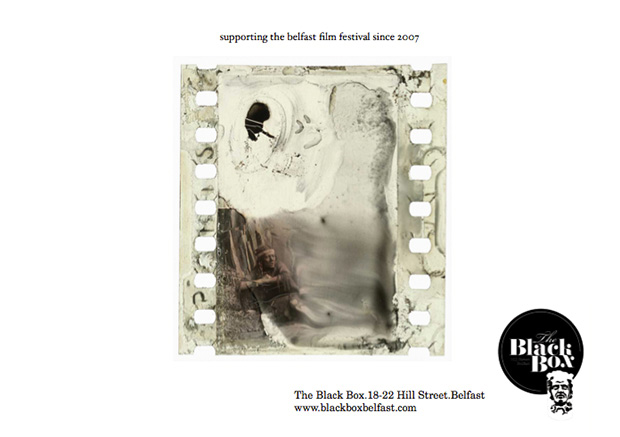 supporting the belfast film festival since 2007
The Black Box.18-22 Hill Street.Belfast
www.blackboxbelfast.com
The
Black
Box